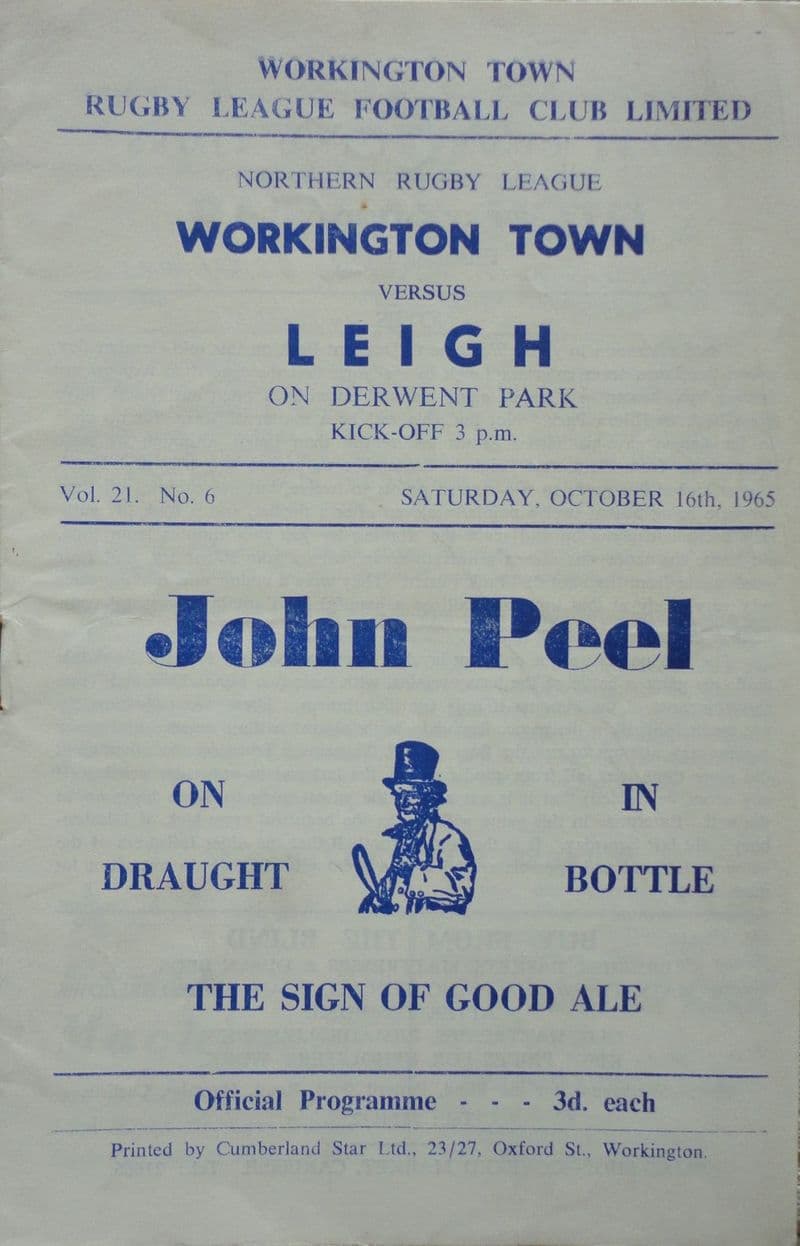 WORKINGTON TOWN
RUGBY LEAGUE FOOTBALL CLUB LIMITED
NORTHERN RUGBY LEAGUE
WORKINGTON TOWN
VERSUS
LEIGH
ON DERWENT PARK
KICK-OFF 3 p.m.
Vol. 21. No. 6 SATURDAY, OCTOBER 16th, 1965
John Peel
ON IN
DRAUGHT BOTTLE
THE SIGN OF GOOD ALE
Official Programme - - - 3d. each
Printed by Cumberland Star Ltd., 23/27, Oxford St., Workington.